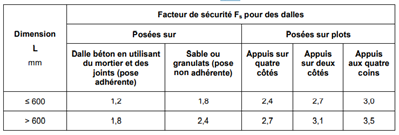 Facteur de sécurité Fs pour des dalles
Dimension
L
mm
Posées sur
Posées sur plots
Dalle béton en utilisant
du mortier et des
joints (pose
adhérente)
Sable ou
granulats (pose
non adhérente)
Appuis sur
quatre
côtés
Appuis
sur deux
côtés
Appuis
aux quatre
coins
≤ 600 1,2 1,8 2,4 2,7 3,0
> 600 1,8 2,4 2,7 3,1 3,5